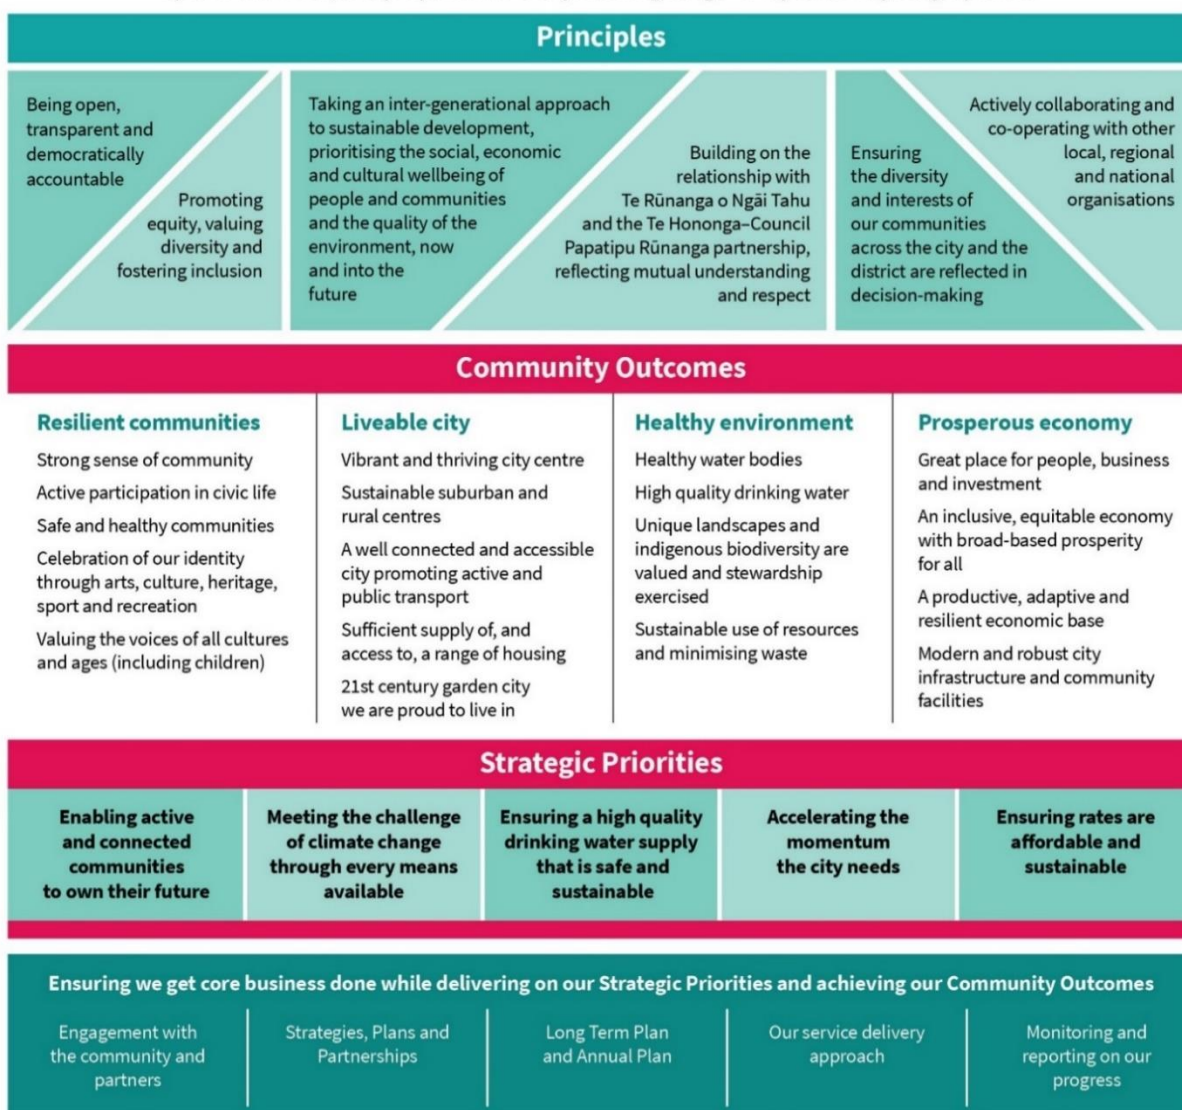 Principles
Being open,
transparent and
democratically
accountable
Promoting
equity, valuing
diversity and
fostering inclusion
Taking an inter-generational approach
to sustainable development,
prioritising the social, economic
and cultural wellbeing of
people and communities
and the quality of the
environment, now
and into the
future
Building on the
relationship with
Te Rūnanga o Ngāi Tahu
and the Te Hononga–Council
Papatipu Rūnanga partnership,
reflecting mutual understanding
and respect
Ensuring
the diversity
and interests of
our communities
across the city and the
district are reflected in
decision-making
Actively collaborating and
co-operating with other
local, regional
and national
organisations
Community Outcomes
Resilient communities
Strong sense of community
Active participation in civic life
Safe and healthy communities
Celebration of our identity
through arts, culture, heritage,
sport and recreation
Valuing the voices of all cultures
and ages (including children)
Liveable city
Vibrant and thriving city centre
Sustainable suburban and
rural centres
A well connected and accessible
city promoting active and
public transport
Sufficient supply of, and
access to, a range of housing
21st century garden city
we are proud to live in
Healthy environment
Healthy water bodies
High quality drinking water
Unique landscapes and
indigenous biodiversity are
valued and stewardship
exercised
Sustainable use of resources
and minimising waste
Prosperous economy
Great place for people, business
and investment
An inclusive, equitable economy
with broad-based prosperity
for all
A productive, adaptive and
resilient economic base
Modern and robust city
infrastructure and community
facilities
Strategic Priorities
Enabling active
and connected
communities
to own their future
Meeting the challenge
of climate change
through every means
available
Ensuring a high quality
drinking water supply
that is safe and
sustainable
Accelerating the
momentum
the city needs
Ensuring rates are
affordable and
sustainable
Ensuring we get core business done while delivering on our Strategic Priorities and achieving our Community Outcomes
Engagement with
the community and
partners
Strategies, Plans and
Partnerships
Long Term Plan
and Annual Plan
Our service delivery
approach
Monitoring and
reporting on our
progress